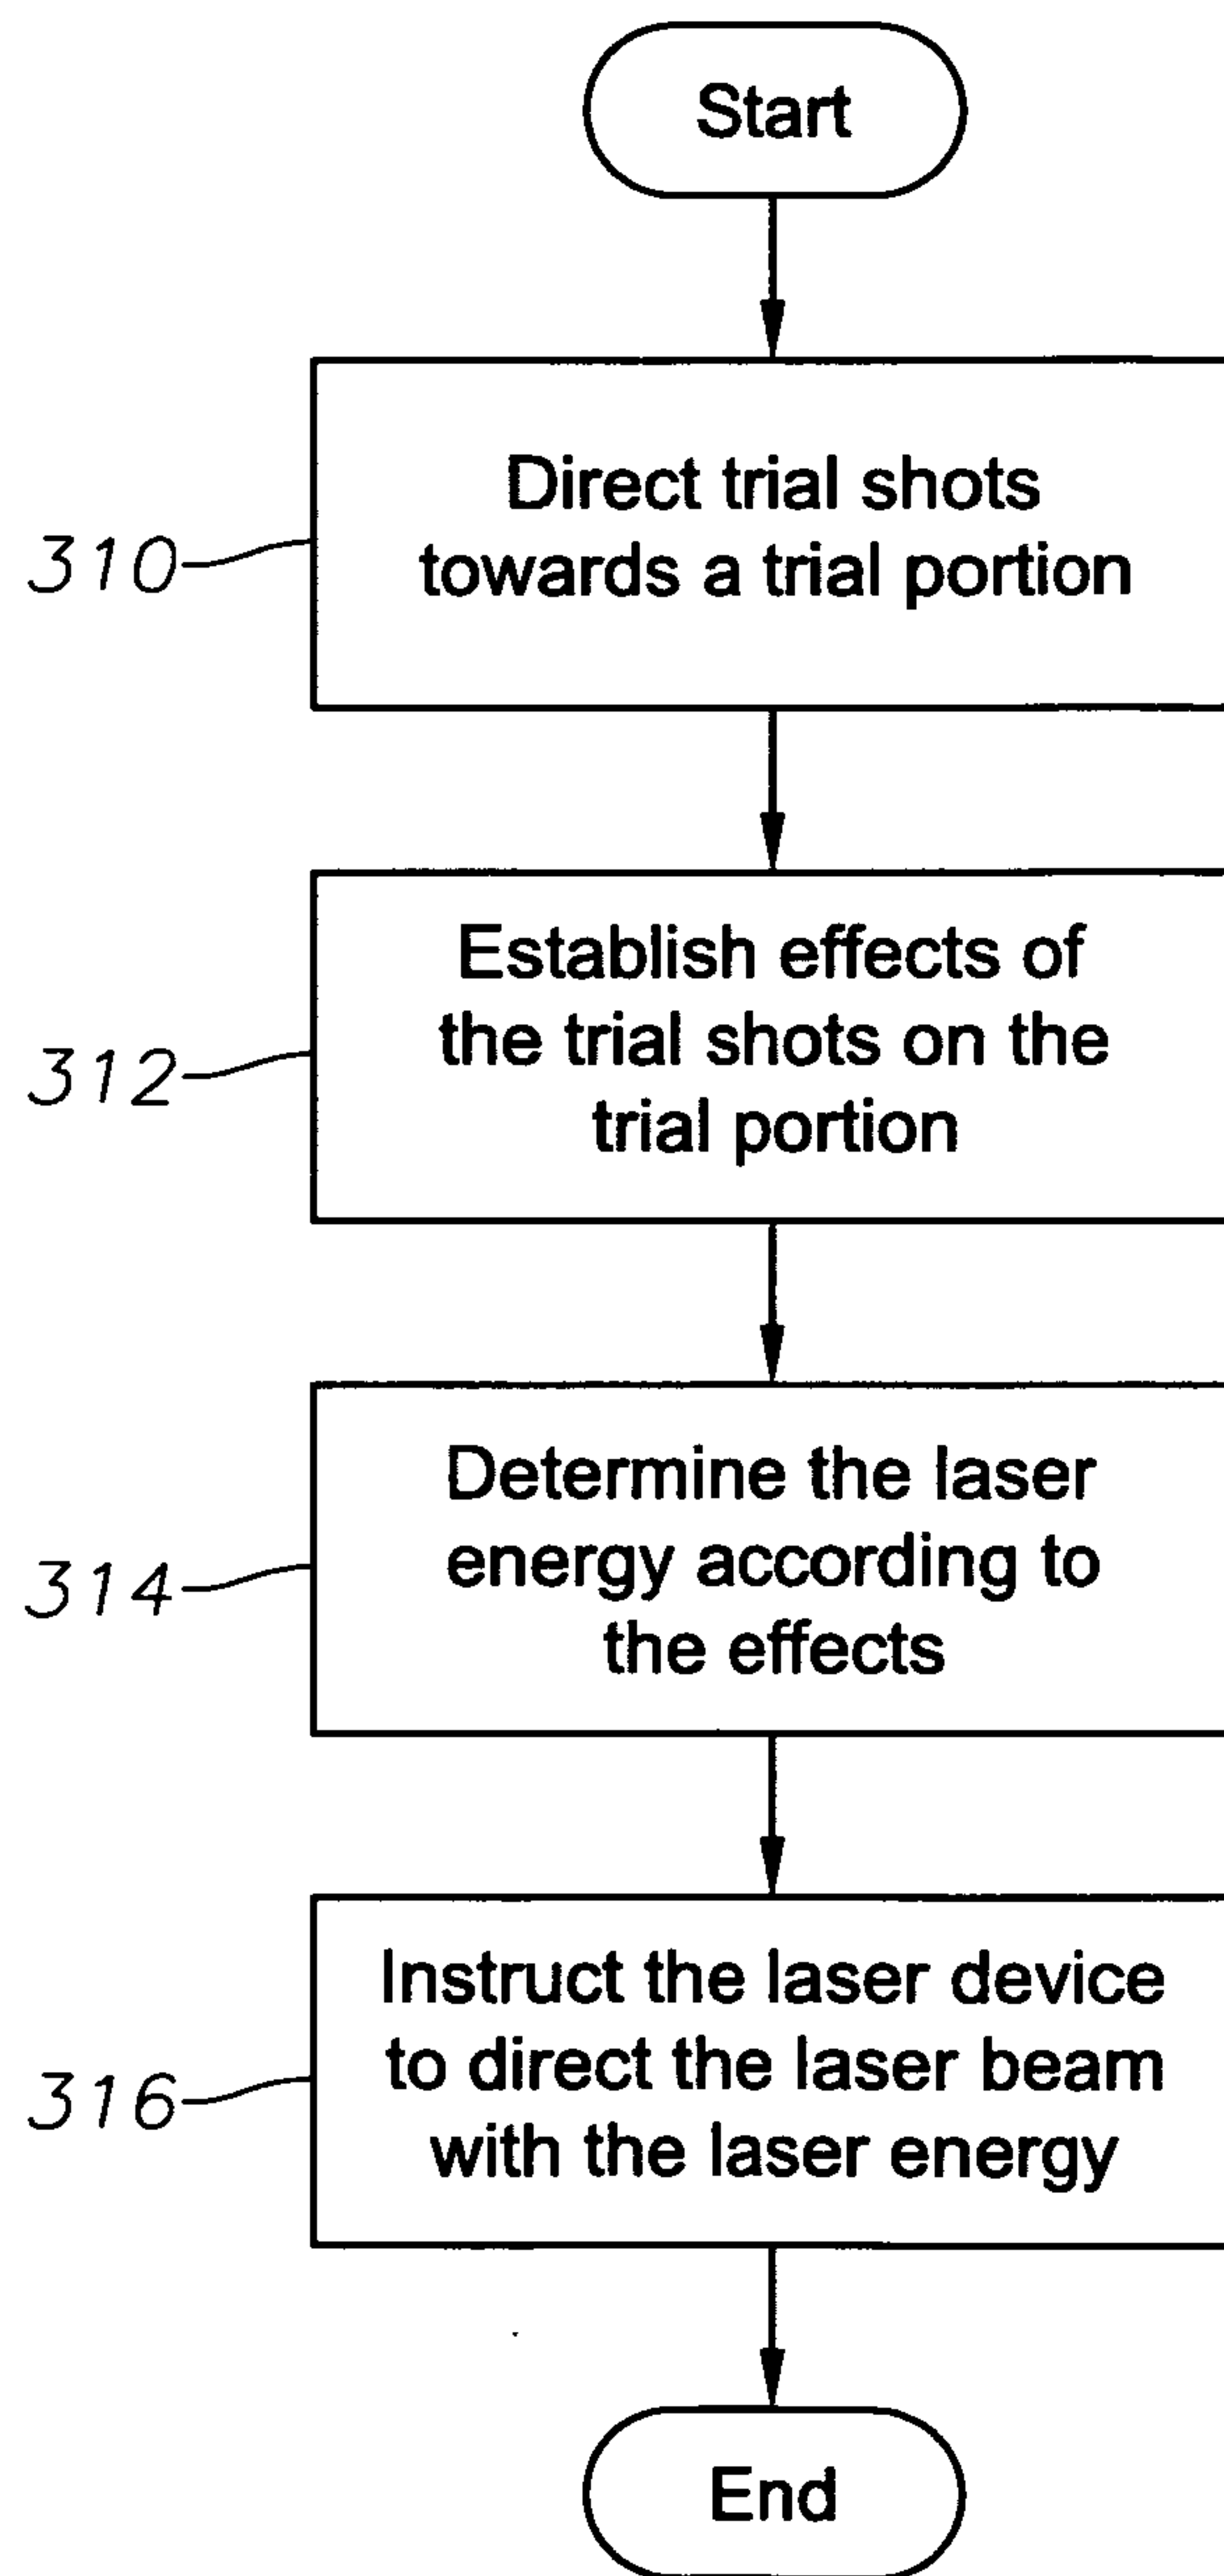 Start
Direct trial shots
towards a trial portion
310
Establish effects of
the trial shots on the
trial portion
312
Determine the laser
energy according to
the effects
314
Instruct the laser device
to direct the laser beam
with the laser energy
316
End